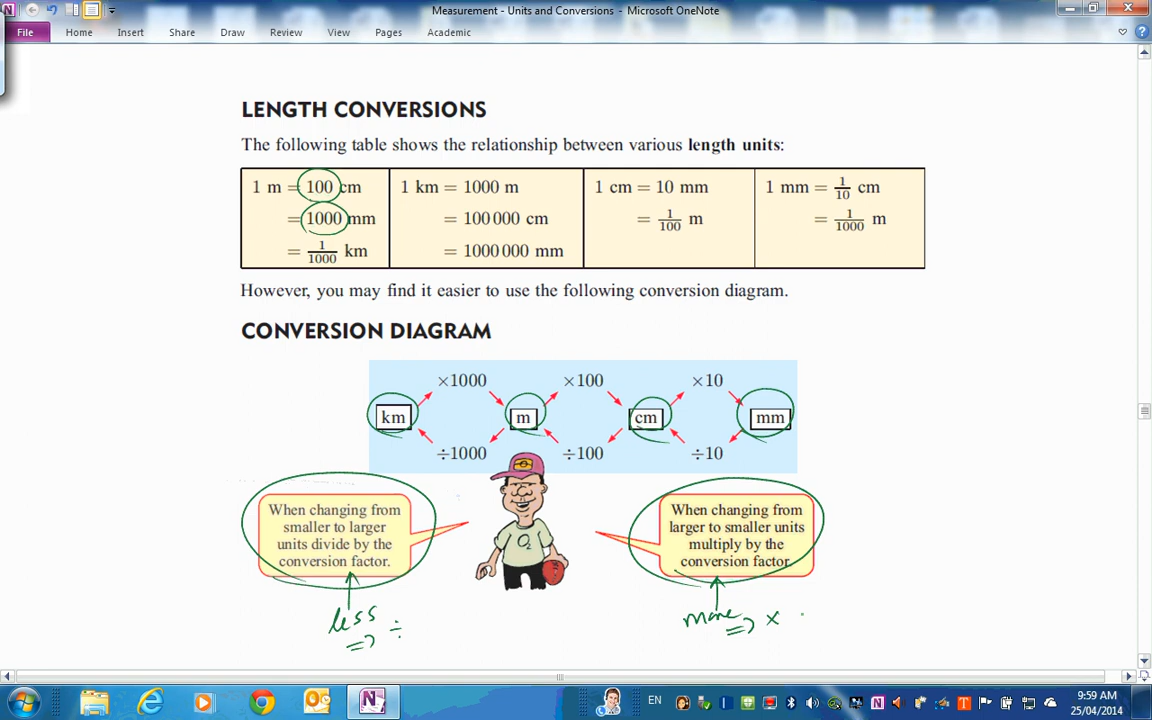 Measurement - Units and Conversions - Microsoft OneNote
File Home Insert Share Draw Review View Pages Academic
LENGTH CONVERSIONS
The following table shows the relationship between various length units:
1 m = 100 cm
= 1000 mm
= 1/1000 km
1 km = 1000 m
= 100 000 cm
= 1000 000 mm
1 cm = 10 mm
= 1/100 m
1 mm = 1/10 cm
= 1/1000 m
However, you may find it easier to use the following conversion diagram.
CONVERSION DIAGRAM
×1000 ×100 ×10
km m cm mm
÷1000 ÷100 ÷10
When changing from
smaller to larger
units divide by the
conversion factor.
O2
When changing from
larger to smaller units
multiply by the
conversion factor.
less
⇒ ÷
more ⇒ ×
EN
9:59 AM
25/04/2014